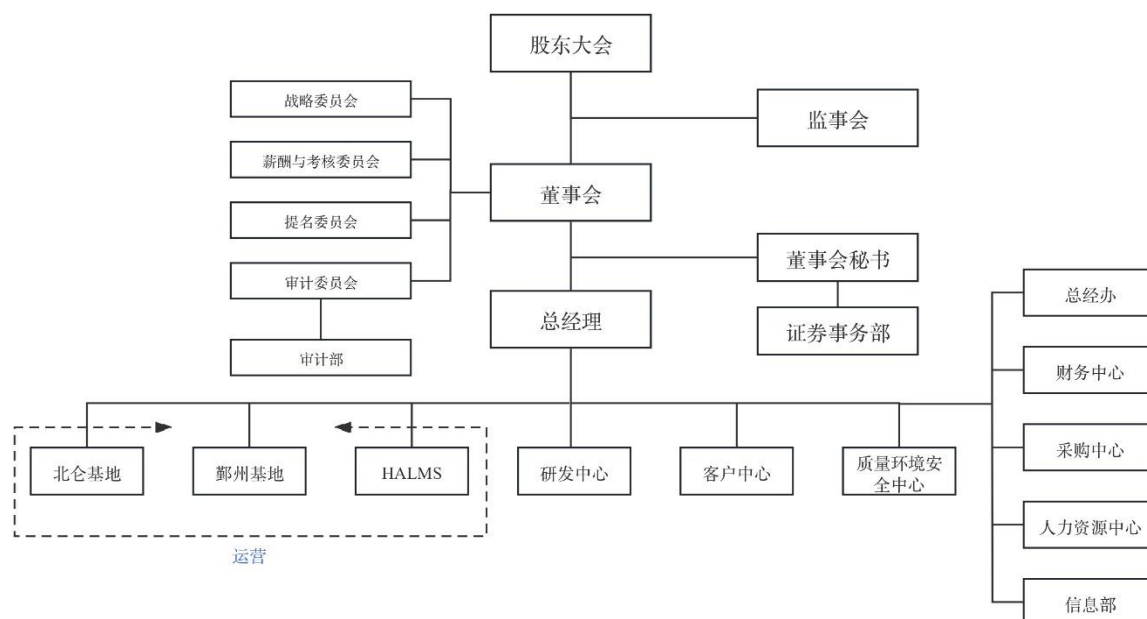 股东大会
战略委员会
监事会
薪酬与考核委员会
董事会
提名委员会
董事会秘书
审计委员会
总经办
总经理
证券事务部
审计部
财务中心
采购中心
北仑基地
鄞州基地
HALMS
研发中心
客户中心
质量环境安
全中心
人力资源中心
运营
信息部